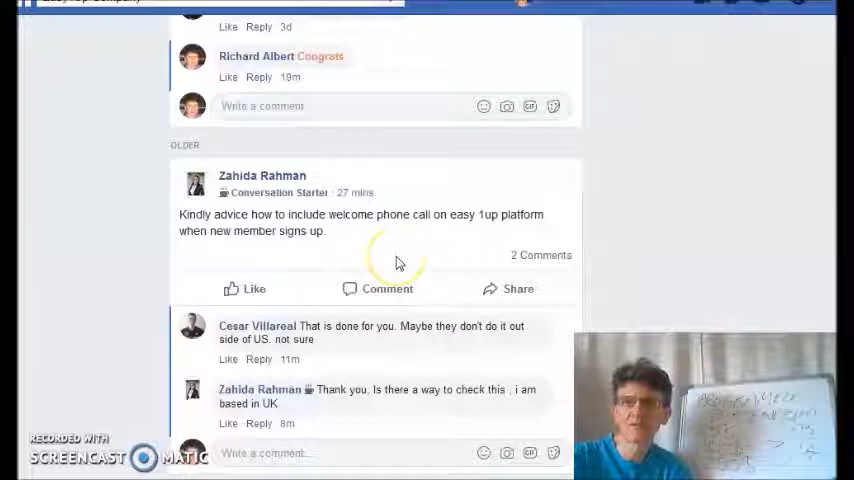 Like Reply 3d
Richard Albert Congrats
Like Reply 19m
Write a comment
OLDER
Zahida Rahman
Conversation Starter · 27 mins
Kindly advice how to include welcome phone call on easy 1up platform
when new member signs up.
2 Comments
Like Comment Share
Cesar Villareal That is done for you. Maybe they don't do it out
side of US. not sure
Like Reply 11m
Zahida Rahman Thank you, Is there a way to check this , i am
based in UK
Like Reply 8m
Write a comment...
RECORDED WITH
SCREENCAST MATIC